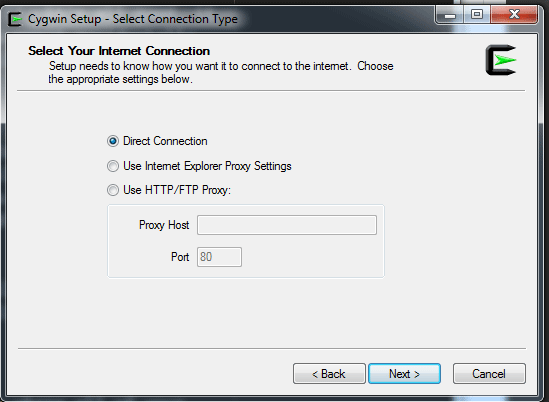 Cygwin Setup - Select Connection Type
Select Your Internet Connection
Setup needs to know how you want it to connect to the internet. Choose
the appropriate settings below.
Direct Connection
Use Internet Explorer Proxy Settings
Use HTTP/FTP Proxy:
Proxy Host
Port 80
< Back Next > Cancel